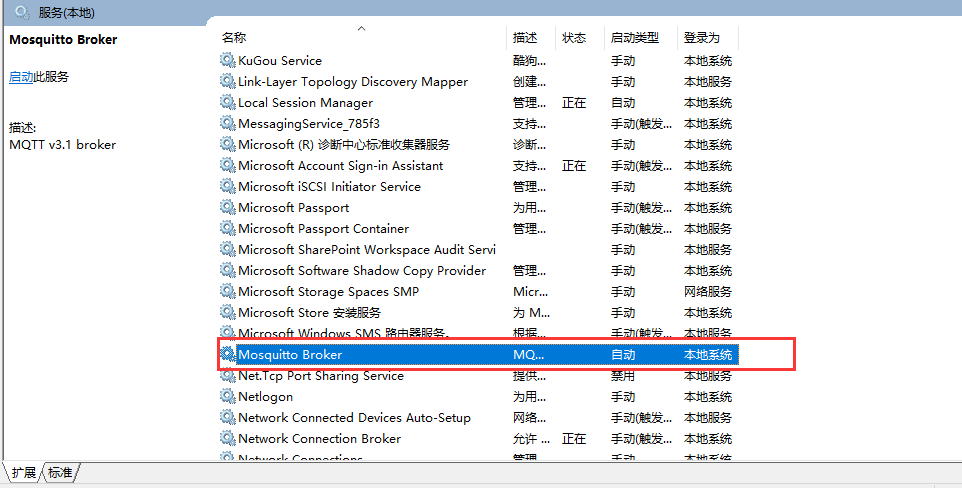 服务(本地)
Mosquitto Broker
启动此服务
描述:
MQTT v3.1 broker
名称 描述 状态 启动类型 登录为
KuGou Service 酷狗... 手动 本地系统
Link-Layer Topology Discovery Mapper 创建... 手动 本地服务
Local Session Manager 管理... 正在 自动 本地系统
MessagingService_785f3 支持... 手动(触发... 本地系统
Microsoft (R) 诊断中心标准收集器服务 诊断... 手动 本地系统
Microsoft Account Sign-in Assistant 支持... 正在 手动(触发... 本地系统
Microsoft iSCSI Initiator Service 管理... 手动 本地系统
Microsoft Passport 为用... 手动(触发... 本地系统
Microsoft Passport Container 管理... 手动(触发... 本地服务
Microsoft SharePoint Workspace Audit Servi 手动 本地服务
Microsoft Software Shadow Copy Provider 管理... 手动 本地系统
Microsoft Storage Spaces SMP Micr... 手动 网络服务
Microsoft Store 安装服务 为 M... 手动 本地系统
Microsoft Windows SMS 路由器服务。 根据... 手动(触发... 本地系统
Mosquitto Broker MQ... 自动 本地系统
Net.Tcp Port Sharing Service 提供... 禁用 本地服务
Netlogon 为用... 手动 本地系统
Network Connected Devices Auto-Setup 网络... 手动(触发... 本地服务
Network Connection Broker 允许 ... 正在 手动(触发... 本地系统
Network Connections 管理... 手动 本地系统
扩展 标准